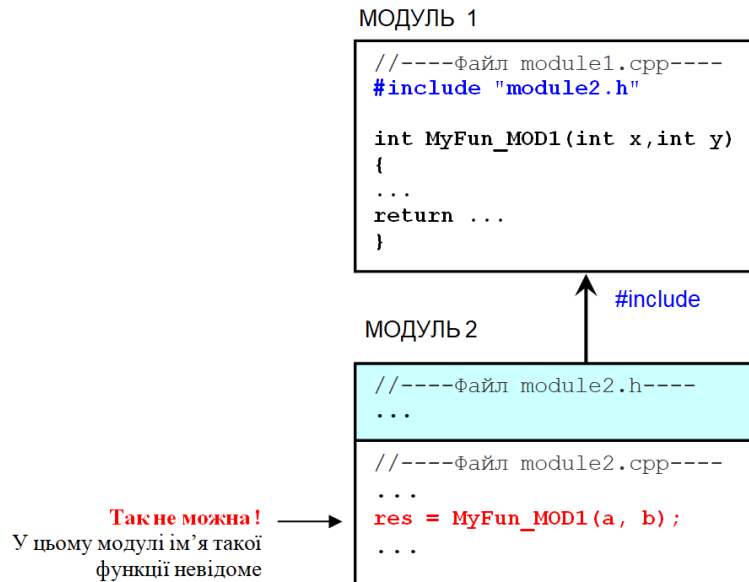 МОДУЛЬ 1
//----Файл module1.cpp----
#include "module2.h"
int MyFun_MOD1(int x,int y)
{
...
return ...
}
#include
МОДУЛЬ 2
//----Файл module2.h----
...
//----Файл module2.cpp----
...
Так не можна !
res = MyFun_MOD1(a, b);
У цьому модулі ім’я такої
функції невідоме
...